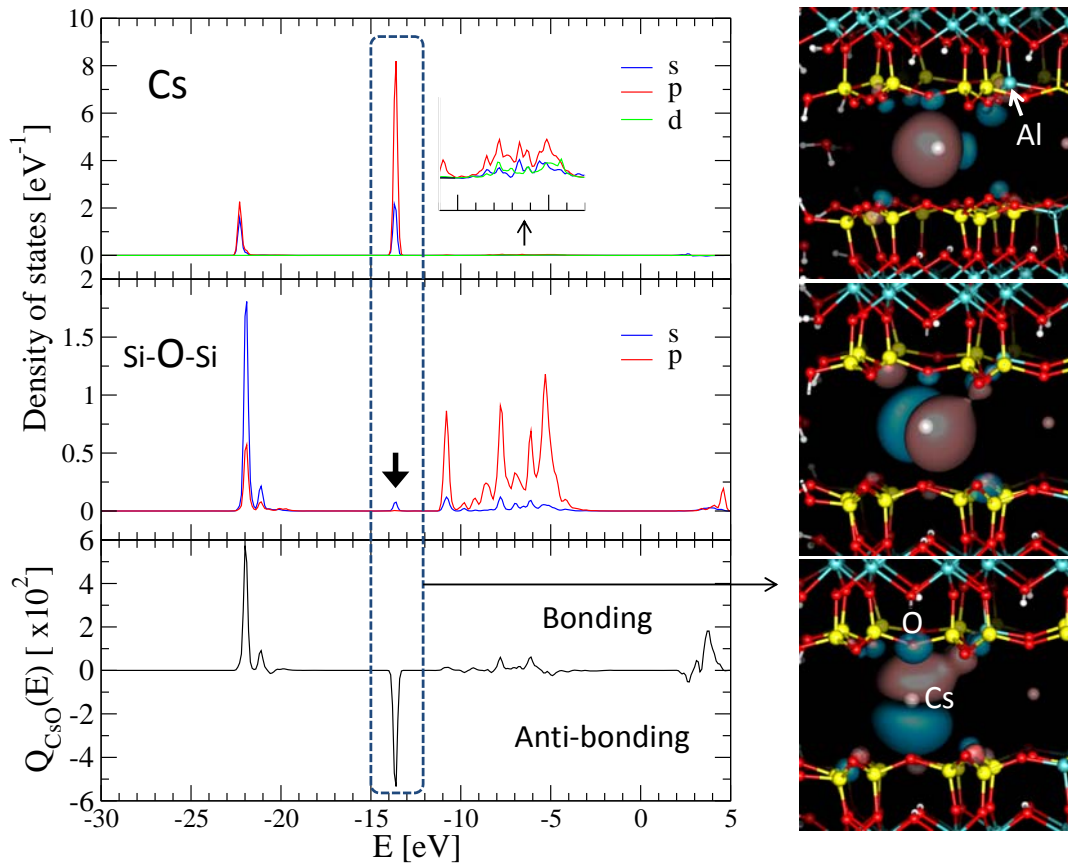 Density of states [eV⁻¹]
10
8
6
4
2
0
Cs
s
p
d
2
1.5
1
0.5
0
Si-O-Si
s
p
Q_CsO(E) [ x10²]
6
4
2
0
-2
-4
-6
Bonding
Anti-bonding
-30 -25 -20 -15 -10 -5 0 5
E [eV]
Al
O
Cs